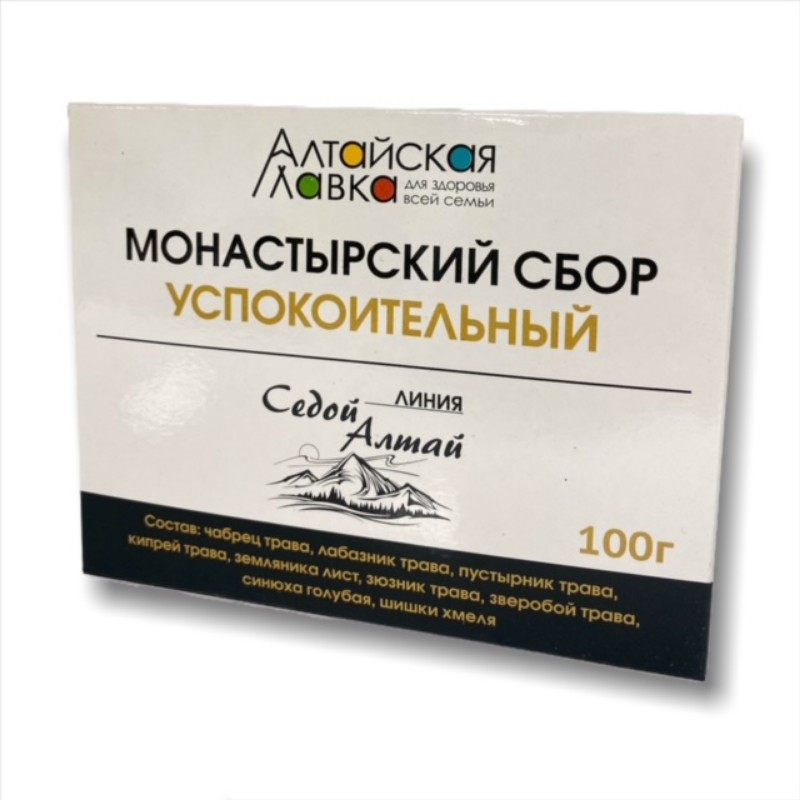 Алтайская
Лавка для здоровья
всей семьи
МОНАСТЫРСКИЙ СБОР
УСПОКОИТЕЛЬНЫЙ
ЛИНИЯ
Седой
Алтай
100г
Состав: чабрец трава, лабазник трава, пустырник трава,
кипрей трава, земляника лист, зюзник трава, зверобой трава,
синюха голубая, шишки хмеля